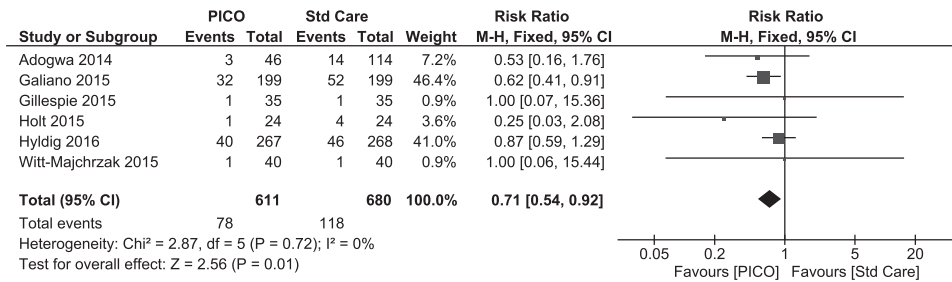 PICO Std Care Risk Ratio Risk Ratio
Study or Subgroup Events Total Events Total Weight M-H, Fixed, 95% CI M-H, Fixed, 95% CI
Adogwa 2014 3 46 14 114 7.2% 0.53 [0.16, 1.76]
Galiano 2015 32 199 52 199 46.4% 0.62 [0.41, 0.91]
Gillespie 2015 1 35 1 35 0.9% 1.00 [0.07, 15.36]
Holt 2015 1 24 4 24 3.6% 0.25 [0.03, 2.08]
Hyldig 2016 40 267 46 268 41.0% 0.87 [0.59, 1.29]
Witt-Majchrzak 2015 1 40 1 40 0.9% 1.00 [0.06, 15.44]
Total (95% CI) 611 680 100.0% 0.71 [0.54, 0.92]
Total events 78 118
Heterogeneity: Chi² = 2.87, df = 5 (P = 0.72); I² = 0%
Test for overall effect: Z = 2.56 (P = 0.01)
0.05 0.2 1 5 20
Favours [PICO] Favours [Std Care]